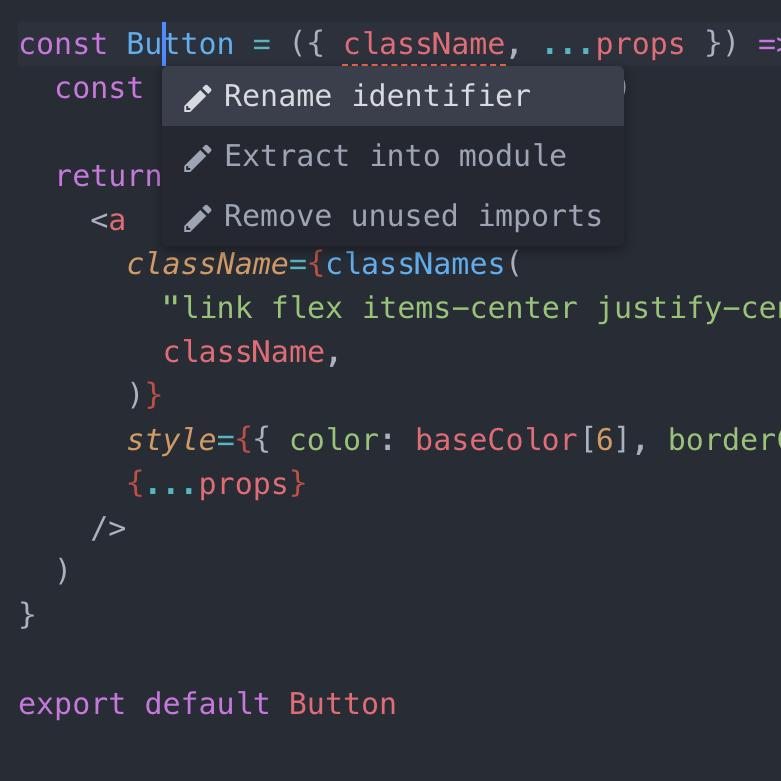 const Button = ({ className, ...props }) =>
const )
Rename identifier
Extract into module
return
Remove unused imports
<a
className={classNames(
"link flex items-center justify-cen
className,
)}
style={{ color: baseColor[6], borderC
{...props}
/>
)
}
export default Button